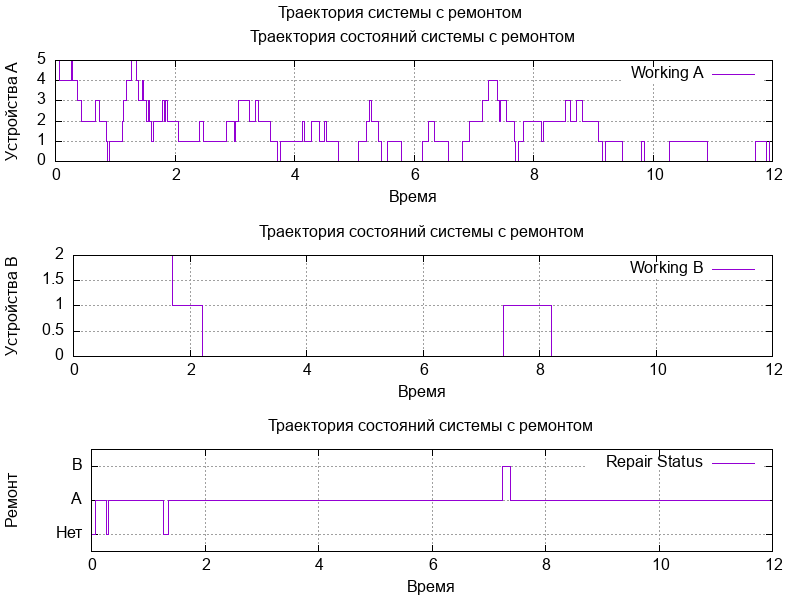 Траектория системы с ремонтом
Траектория состояний системы с ремонтом
Устройства A
5
4
3
2
1
0
Working A
0 2 4 6 8 10 12
Время
Траектория состояний системы с ремонтом
Устройства B
2
1.5
1
0.5
0
Working B
0 2 4 6 8 10 12
Время
Траектория состояний системы с ремонтом
Ремонт
B
A
Нет
Repair Status
0 2 4 6 8 10 12
Время